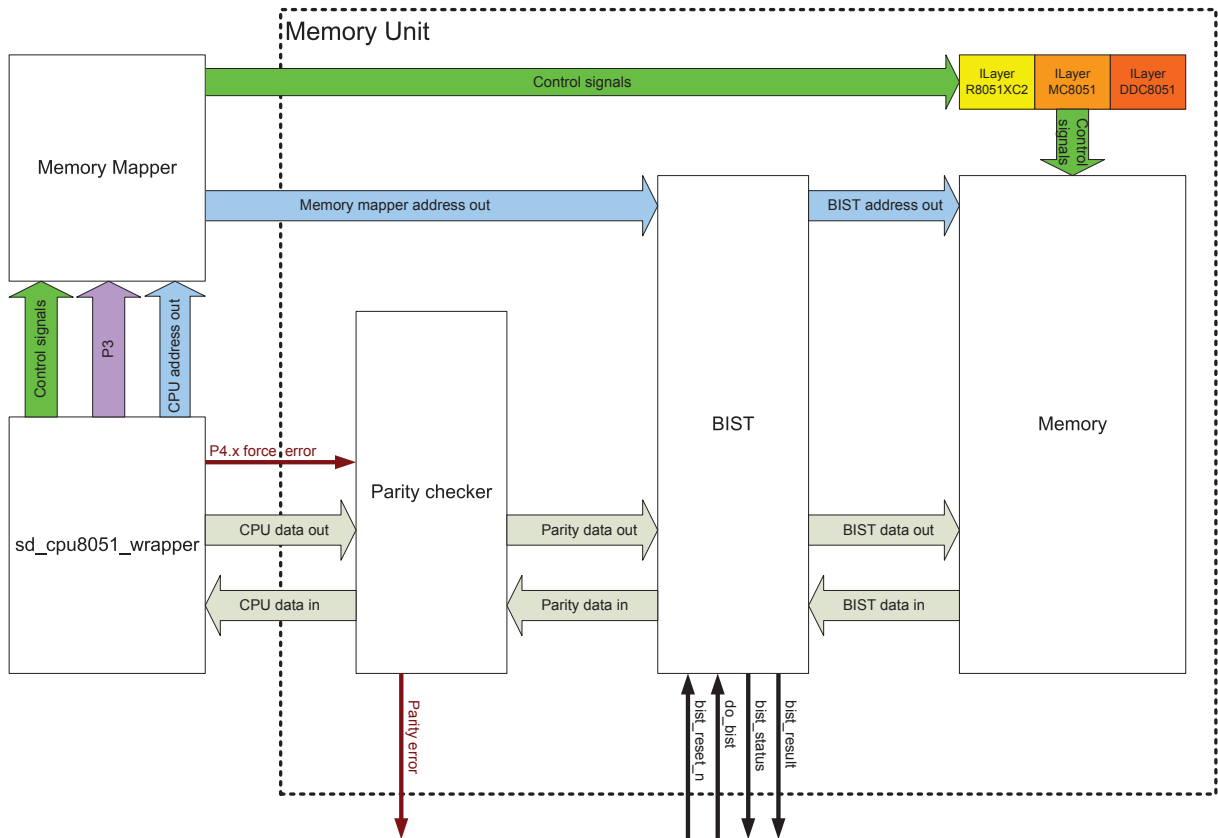 Memory Unit
Control signals
ILayer
R8051XC2
ILayer
MC8051
ILayer
DDC8051
Control
signals
Memory Mapper
Memory mapper address out
BIST address out
Control signals
P3
CPU address out
BIST
Memory
P4.x force_error
Parity checker
CPU data out
Parity data out
BIST data out
sd_cpu8051_wrapper
CPU data in
Parity data in
BIST data in
Parity error
bist_reset_n
do_bist
bist_status
bist_result